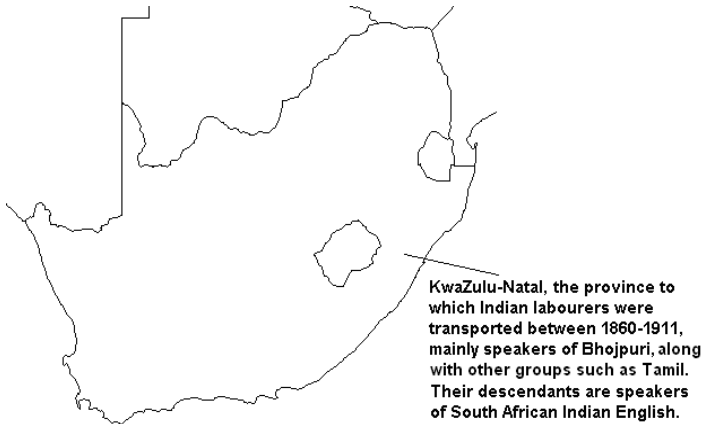 KwaZulu-Natal, the province to
which Indian labourers were
transported between 1860-1911,
mainly speakers of Bhojpuri, along
with other groups such as Tamil.
Their descendants are speakers
of South African Indian English.